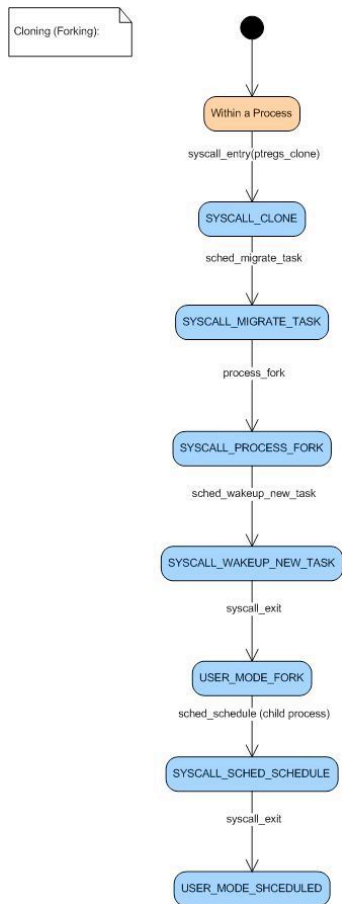 Cloning (Forking):
Within a Process
syscall_entry(ptregs_clone)
SYSCALL_CLONE
sched_migrate_task
SYSCALL_MIGRATE_TASK
process_fork
SYSCALL_PROCESS_FORK
sched_wakeup_new_task
SYSCALL_WAKEUP_NEW_TASK
syscall_exit
USER_MODE_FORK
sched_schedule (child process)
SYSCALL_SCHED_SCHEDULE
syscall_exit
USER_MODE_SHCEDULED